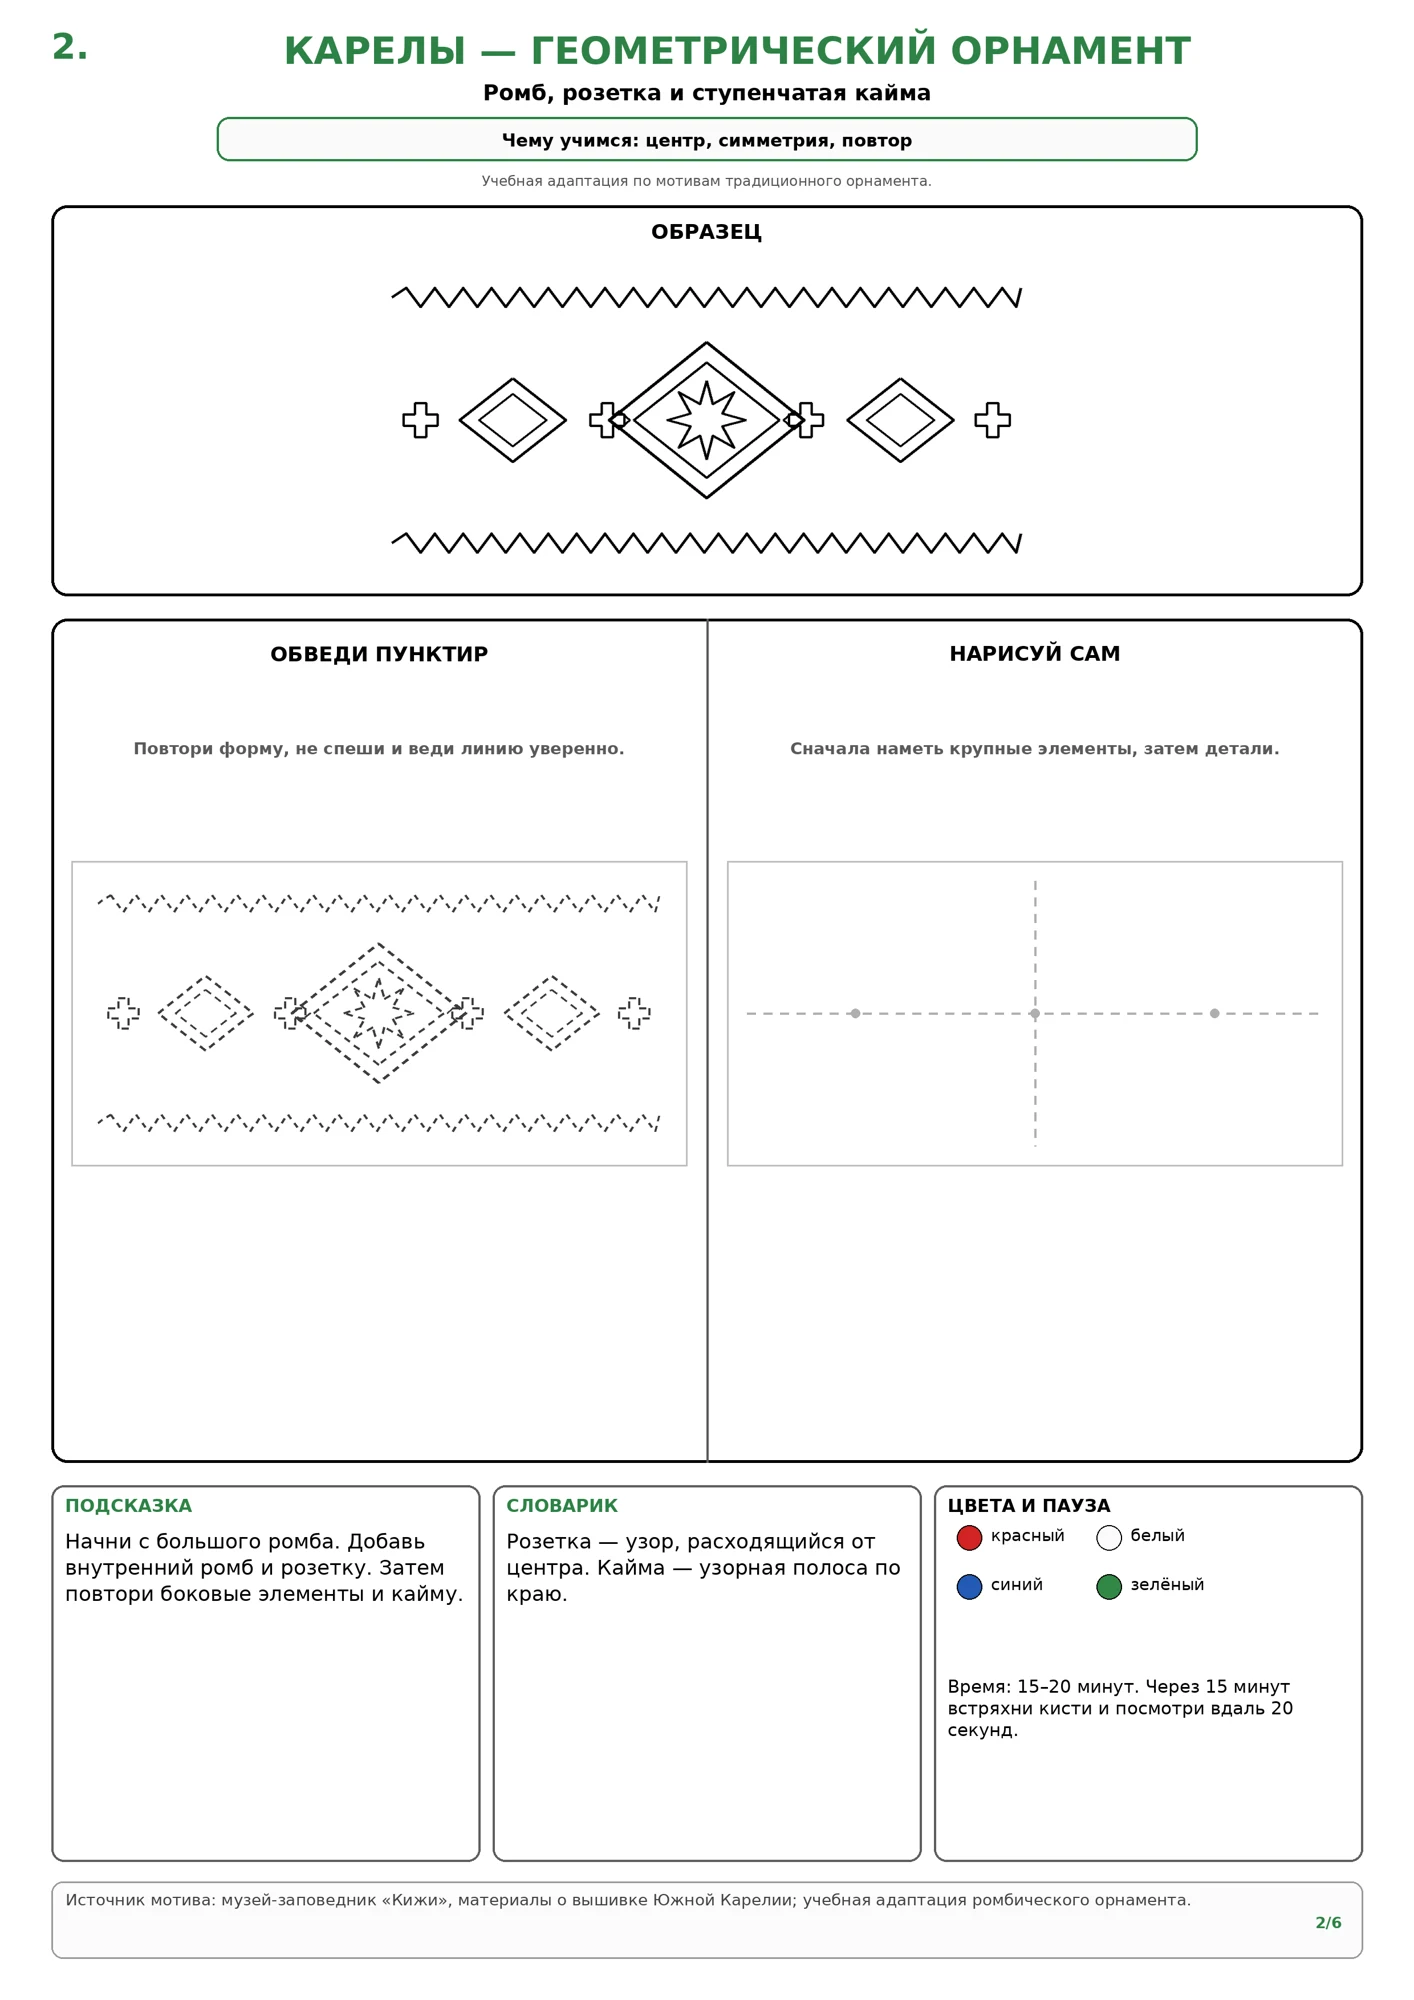 2.
КАРЕЛЫ — ГЕОМЕТРИЧЕСКИЙ ОРНАМЕНТ
Ромб, розетка и ступенчатая кайма
Чему учимся: центр, симметрия, повтор
Учебная адаптация по мотивам традиционного орнамента.
ОБРАЗЕЦ
ОБВЕДИ ПУНКТИР
Повтори форму, не спеши и веди линию уверенно.
НАРИСУЙ САМ
Сначала наметь крупные элементы, затем детали.
ПОДСКАЗКА
Начни с большого ромба. Добавь
внутренний ромб и розетку. Затем
повтори боковые элементы и кайму.
СЛОВАРИК
Розетка — узор, расходящийся от
центра. Кайма — узорная полоса по
краю.
ЦВЕТА И ПАУЗА
красный
белый
синий
зелёный
Время: 15–20 минут. Через 15 минут
встряхни кисти и посмотри вдаль 20
секунд.
Источник мотива: музей-заповедник «Кижи», материалы о вышивке Южной Карелии; учебная адаптация ромбического орнамента.
2/6